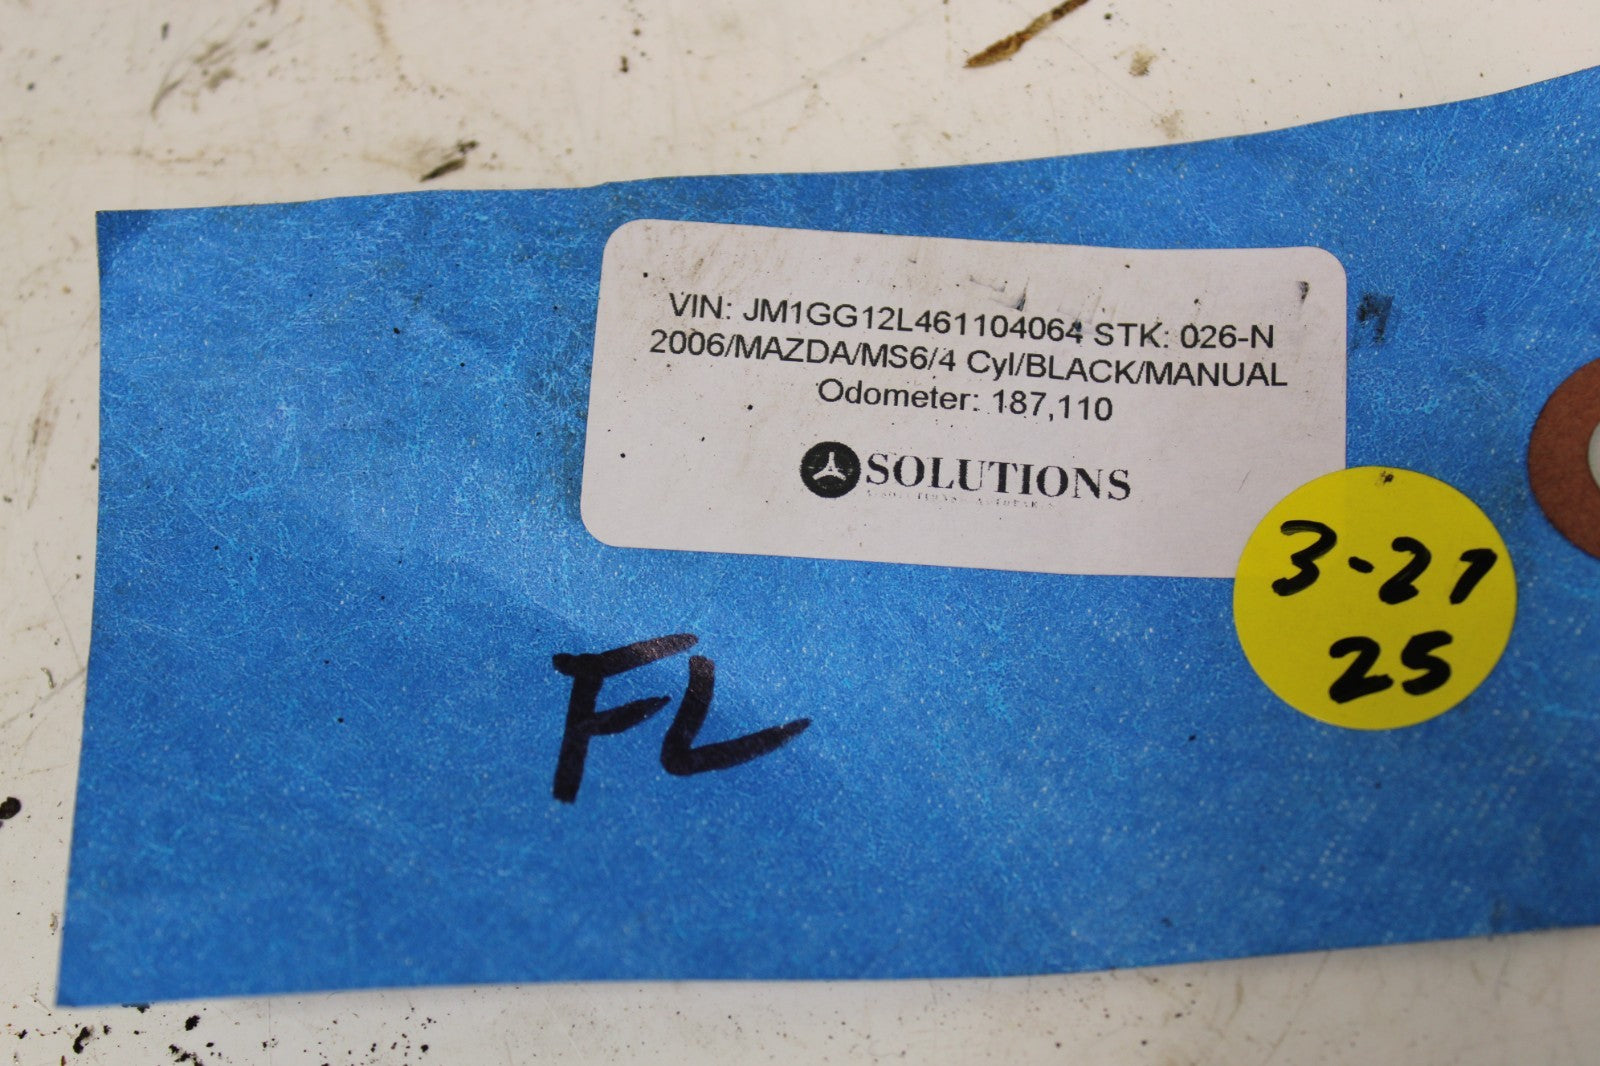 VIN: JM1GG12L461104064 STK: 026-N
2006/MAZDA/MS6/4 Cyl/BLACK/MANUAL
Odometer: 187,110
SOLUTIONS
3-27
25
FL